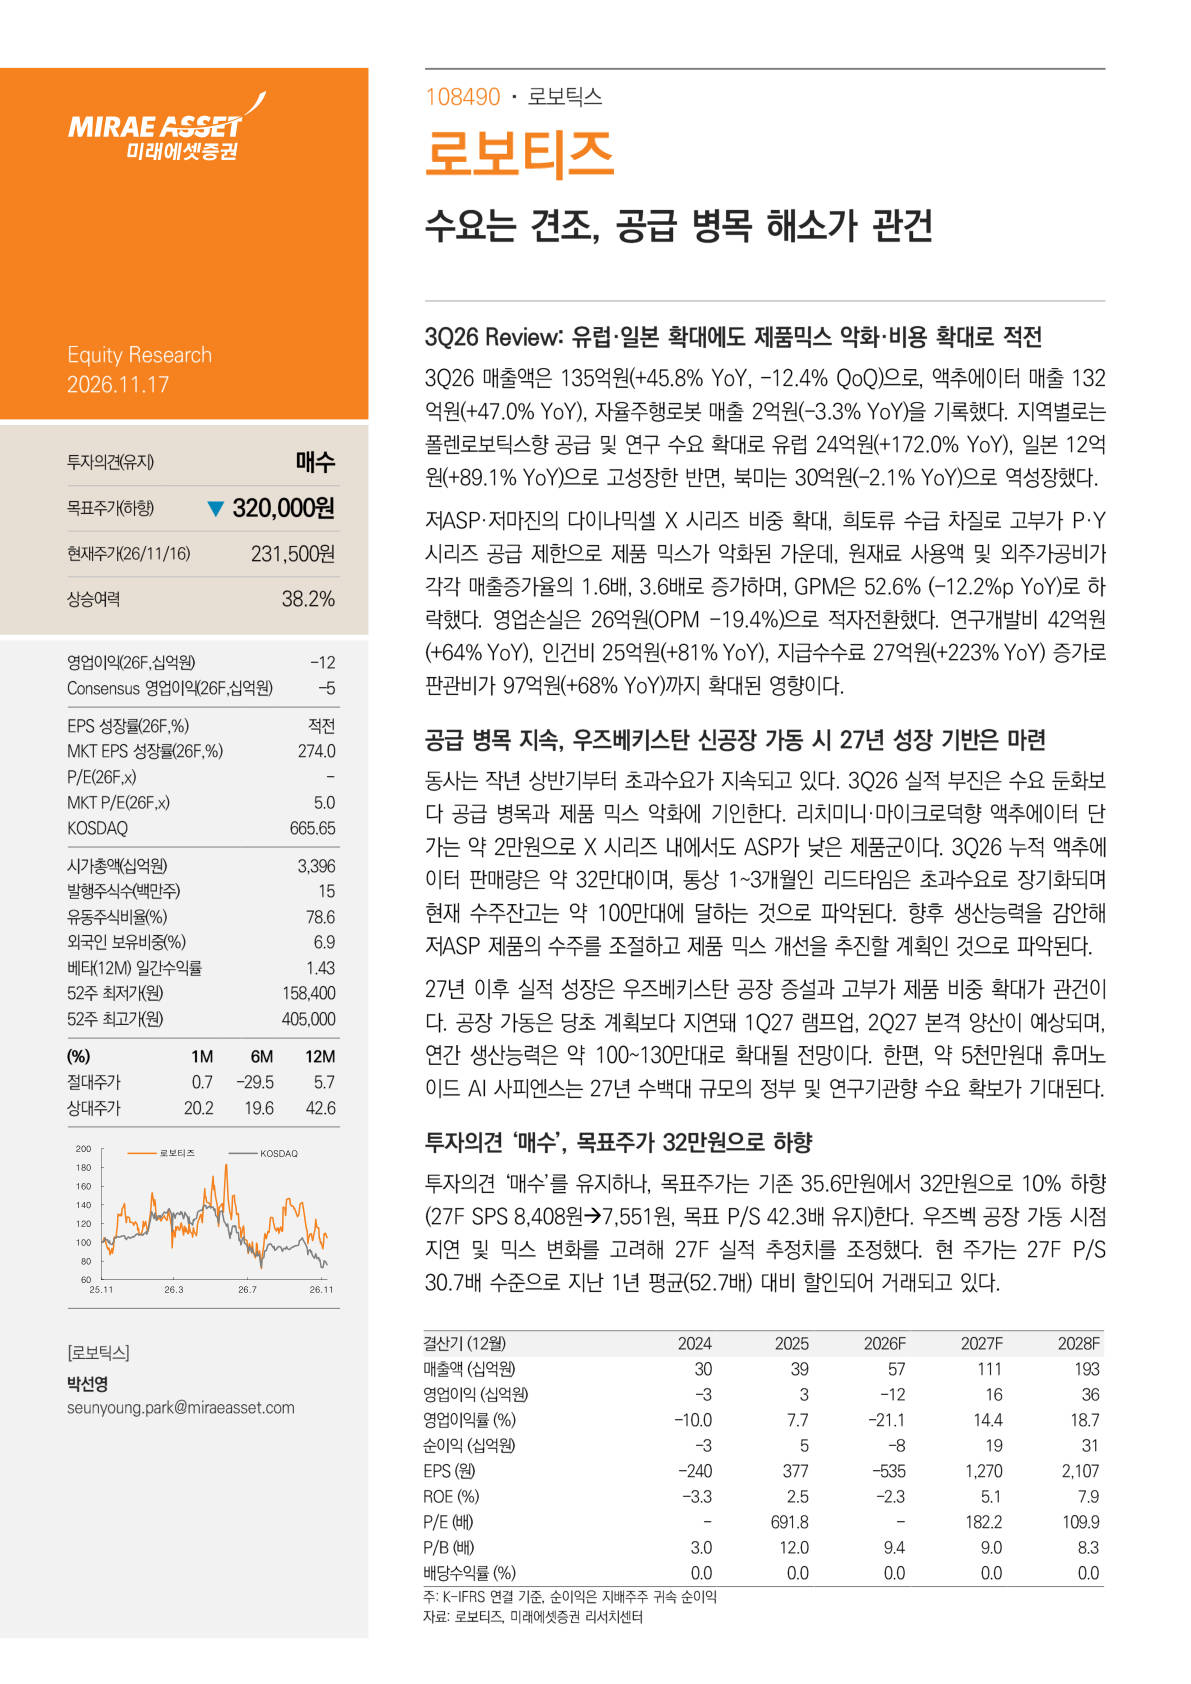 MIRAE ASSET
미래에셋증권
Equity Research
2026.11.17
투자의견(유지) 매수
목표주가(하향) ▼ 320,000원
현재주가(26/11/16) 231,500원
상승여력 38.2%
영업이익(26F,십억원) -12
Consensus 영업이익(26F,십억원) -5
EPS 성장률(26F,%) 적전
MKT EPS 성장률(26F,%) 274.0
P/E(26F,x) -
MKT P/E(26F,x) 5.0
KOSDAQ 665.65
시가총액(십억원) 3,396
발행주식수(백만주) 15
유동주식비율(%) 78.6
외국인 보유비중(%) 6.9
베타(12M) 일간수익률 1.43
52주 최저가(원) 158,400
52주 최고가(원) 405,000
(%) 1M 6M 12M
절대주가 0.7 -29.5 5.7
상대주가 20.2 19.6 42.6
로보티즈 KOSDAQ
200
180
160
140
120
100
80
60
25.11 26.3 26.7 26.11
[로보틱스]
박선영
seunyoung.park@miraeasset.com
108490 · 로보틱스
로보티즈
수요는 견조, 공급 병목 해소가 관건
3Q26 Review: 유럽·일본 확대에도 제품믹스 악화·비용 확대로 적전
3Q26 매출액은 135억원(+45.8% YoY, -12.4% QoQ)으로, 액추에이터 매출 132
억원(+47.0% YoY), 자율주행로봇 매출 2억원(-3.3% YoY)을 기록했다. 지역별로는
폴렌로보틱스향 공급 및 연구 수요 확대로 유럽 24억원(+172.0% YoY), 일본 12억
원(+89.1% YoY)으로 고성장한 반면, 북미는 30억원(-2.1% YoY)으로 역성장했다.
저ASP·저마진의 다이나믹셀 X 시리즈 비중 확대, 희토류 수급 차질로 고부가 P·Y
시리즈 공급 제한으로 제품 믹스가 악화된 가운데, 원재료 사용액 및 외주가공비가
각각 매출증가율의 1.6배, 3.6배로 증가하며, GPM은 52.6% (-12.2%p YoY)로 하
락했다. 영업손실은 26억원(OPM -19.4%)으로 적자전환했다. 연구개발비 42억원
(+64% YoY), 인건비 25억원(+81% YoY), 지급수수료 27억원(+223% YoY) 증가로
판관비가 97억원(+68% YoY)까지 확대된 영향이다.
공급 병목 지속, 우즈베키스탄 신공장 가동 시 27년 성장 기반은 마련
동사는 작년 상반기부터 초과수요가 지속되고 있다. 3Q26 실적 부진은 수요 둔화보
다 공급 병목과 제품 믹스 악화에 기인한다. 리치미니·마이크로덕향 액추에이터 단
가는 약 2만원으로 X 시리즈 내에서도 ASP가 낮은 제품군이다. 3Q26 누적 액추에
이터 판매량은 약 32만대이며, 통상 1~3개월인 리드타임은 초과수요로 장기화되며
현재 수주잔고는 약 100만대에 달하는 것으로 파악된다. 향후 생산능력을 감안해
저ASP 제품의 수주를 조절하고 제품 믹스 개선을 추진할 계획인 것으로 파악된다.
27년 이후 실적 성장은 우즈베키스탄 공장 증설과 고부가 제품 비중 확대가 관건이
다. 공장 가동은 당초 계획보다 지연돼 1Q27 램프업, 2Q27 본격 양산이 예상되며,
연간 생산능력은 약 100~130만대로 확대될 전망이다. 한편, 약 5천만원대 휴머노
이드 AI 사피엔스는 27년 수백대 규모의 정부 및 연구기관향 수요 확보가 기대된다.
투자의견 ‘매수’, 목표주가 32만원으로 하향
투자의견 ‘매수’를 유지하나, 목표주가는 기존 35.6만원에서 32만원으로 10% 하향
(27F SPS 8,408원→7,551원, 목표 P/S 42.3배 유지)한다. 우즈벡 공장 가동 시점
지연 및 믹스 변화를 고려해 27F 실적 추정치를 조정했다. 현 주가는 27F P/S
30.7배 수준으로 지난 1년 평균(52.7배) 대비 할인되어 거래되고 있다.
결산기 (12월) 2024 2025 2026F 2027F 2028F
매출액 (십억원) 30 39 57 111 193
영업이익 (십억원) -3 3 -12 16 36
영업이익률 (%) -10.0 7.7 -21.1 14.4 18.7
순이익 (십억원) -3 5 -8 19 31
EPS (원) -240 377 -535 1,270 2,107
ROE (%) -3.3 2.5 -2.3 5.1 7.9
P/E (배) - 691.8 - 182.2 109.9
P/B (배) 3.0 12.0 9.4 9.0 8.3
배당수익률 (%) 0.0 0.0 0.0 0.0 0.0
주: K-IFRS 연결 기준, 순이익은 지배주주 귀속 순이익
자료: 로보티즈, 미래에셋증권 리서치센터